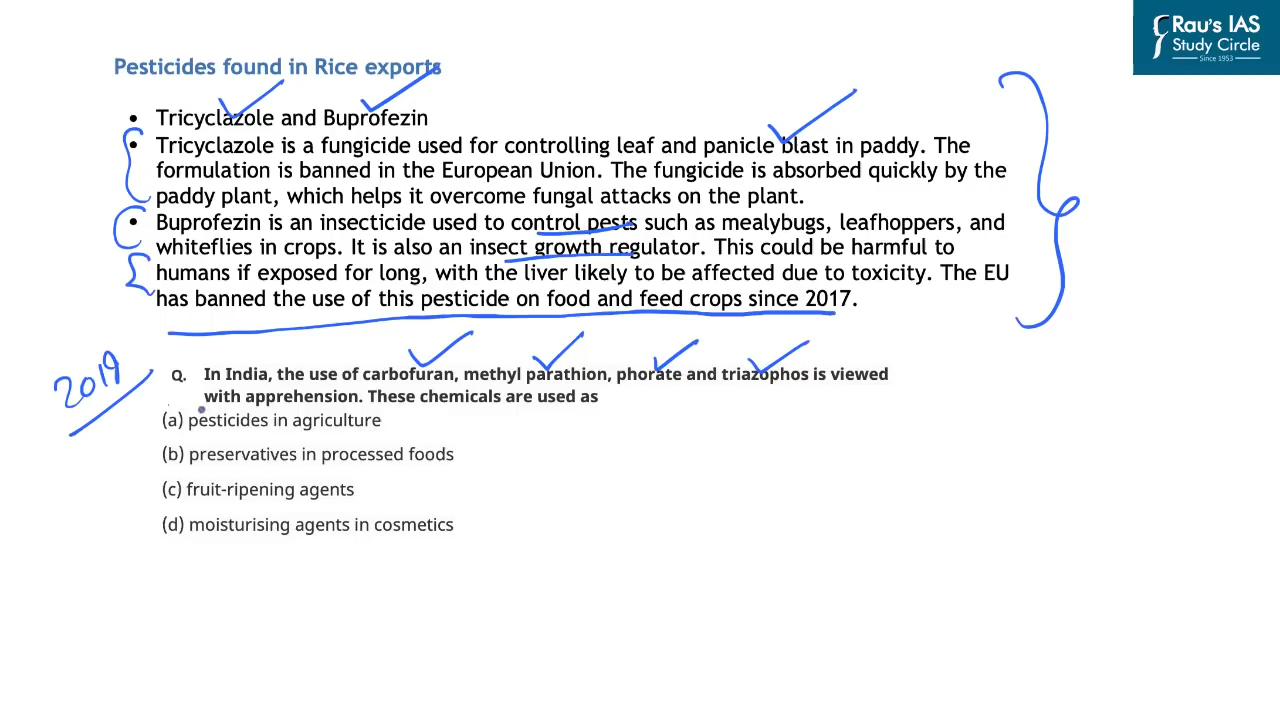 Rau's IAS
Study Circle
Since 1953
Pesticides found in Rice exports
• Tricyclazole and Buprofezin
• Tricyclazole is a fungicide used for controlling leaf and panicle blast in paddy. The
formulation is banned in the European Union. The fungicide is absorbed quickly by the
paddy plant, which helps it overcome fungal attacks on the plant.
• Buprofezin is an insecticide used to control pests such as mealybugs, leafhoppers, and
whiteflies in crops. It is also an insect growth regulator. This could be harmful to
humans if exposed for long, with the liver likely to be affected due to toxicity. The EU
has banned the use of this pesticide on food and feed crops since 2017.
2019
Q. In India, the use of carbofuran, methyl parathion, phorate and triazophos is viewed
with apprehension. These chemicals are used as
(a) pesticides in agriculture
(b) preservatives in processed foods
(c) fruit-ripening agents
(d) moisturising agents in cosmetics